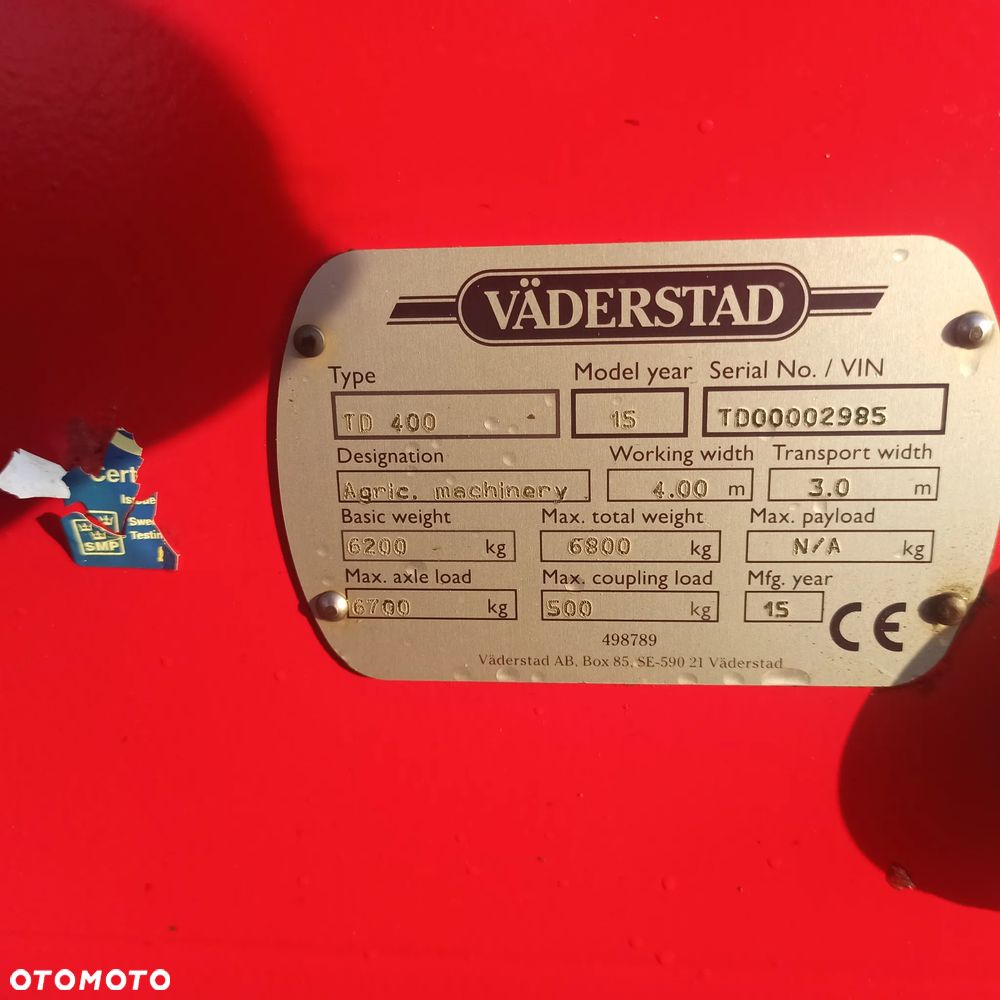 VÄDERSTAD
Type Model year Serial No. / VIN
TD 400 15 TD00002985
Designation Working width Transport width
Agric. machinery 4.00 m 3.0 m
Basic weight Max. total weight Max. payload
6200 kg 6800 kg N/A kg
Max. axle load Max. coupling load Mfg. year
6700 kg 500 kg 15 CE
498789
Väderstad AB, Box 85, SE-590 21 Väderstad
Cert
SMP
Testin
OTOMOTO